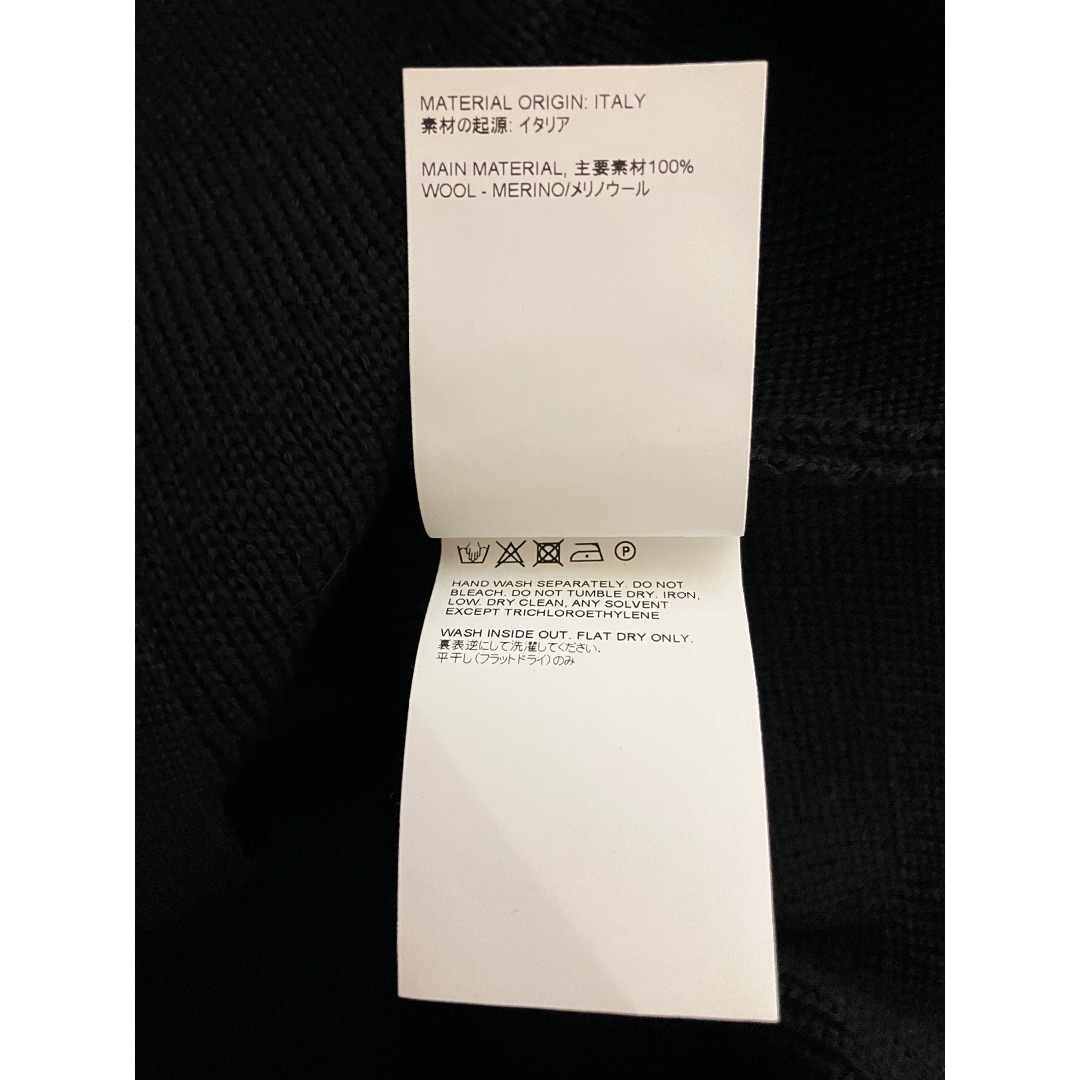 MATERIAL ORIGIN: ITALY
素材の起源: イタリア
MAIN MATERIAL, 主要素材100%
WOOL - MERINO/メリノウール
P
HAND WASH SEPARATELY. DO NOT
BLEACH. DO NOT TUMBLE DRY. IRON,
LOW. DRY CLEAN, ANY SOLVENT
EXCEPT TRICHLOROETHYLENE
WASH INSIDE OUT. FLAT DRY ONLY.
裏表逆にして洗濯してください.
平干し(フラットドライ)のみ